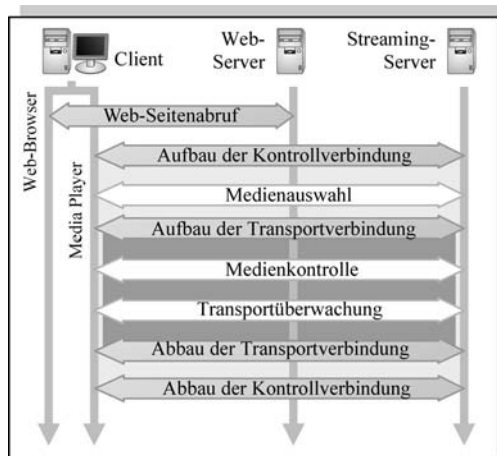 Client
Web-
Server
Streaming-
Server
Web-Browser
Media Player
Web-Seitenabruf
Aufbau der Kontrollverbindung
Medienauswahl
Aufbau der Transportverbindung
Medienkontrolle
Transportüberwachung
Abbau der Transportverbindung
Abbau der Kontrollverbindung